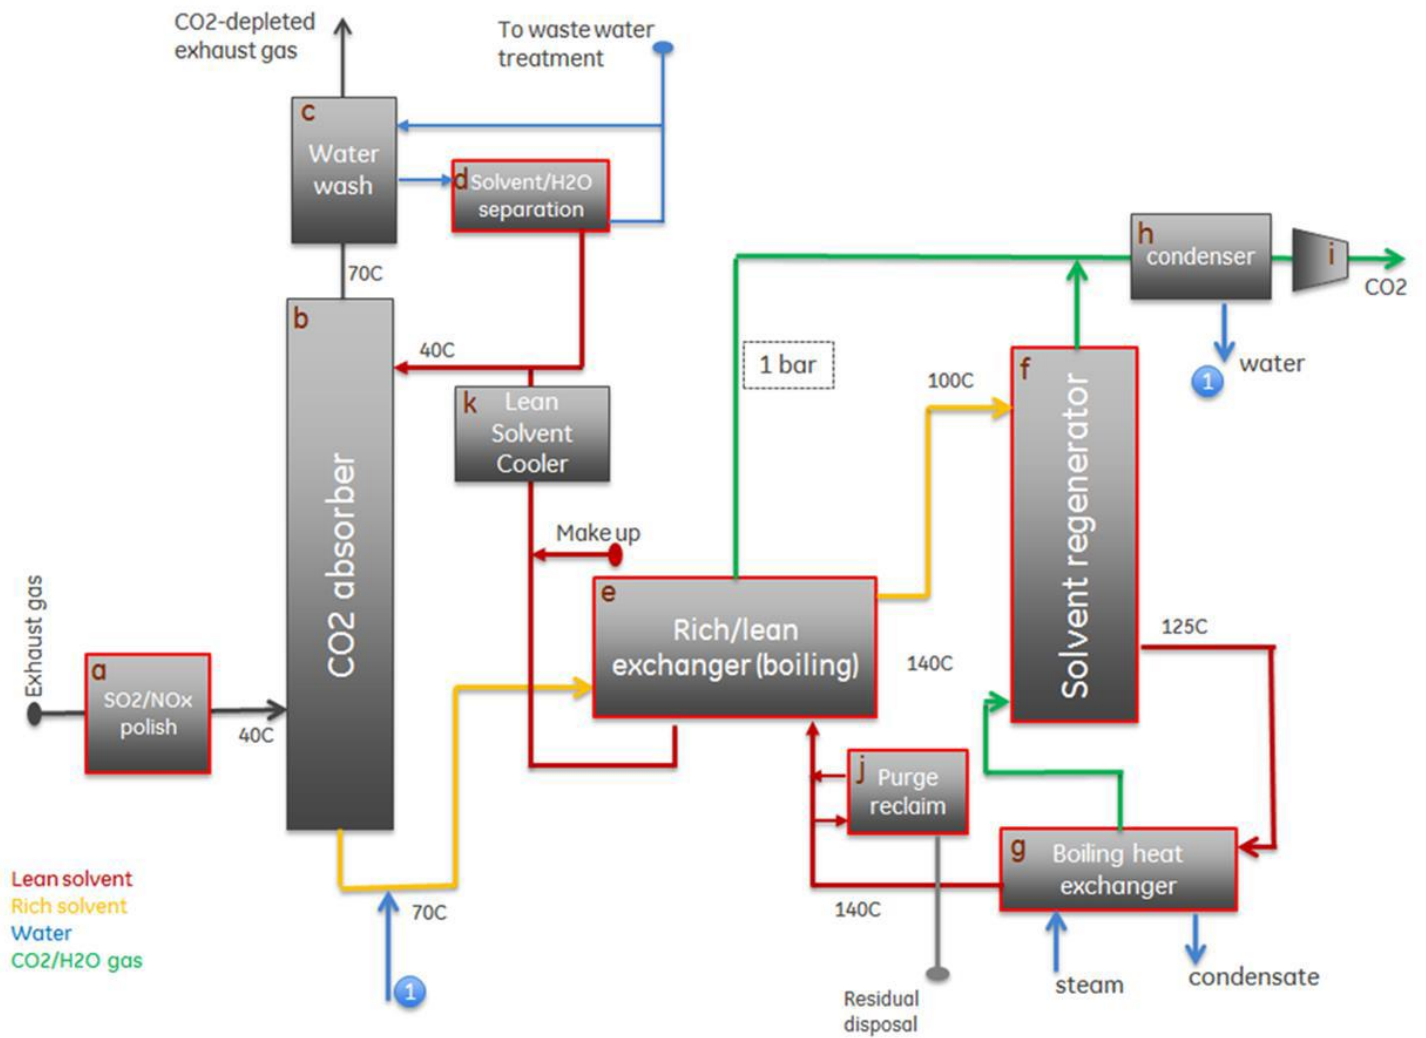 CO2-depleted
exhaust gas
To waste water
treatment
c
Water
wash
d
Solvent/H2O
separation
70C
h
condenser
i
CO2
b
CO2 absorber
40C
1 bar
100C
f
Solvent regenerator
water
1
k
Lean
Solvent
Cooler
Make up
e
Rich/lean
exchanger (boiling)
125C
140C
Exhaust gas
a
SO2/NOx
polish
40C
j
Purge
reclaim
g
Boiling heat
exchanger
Lean solvent
Rich solvent
Water
CO2/H2O gas
70C
140C
1
steam
condensate
Residual
disposal